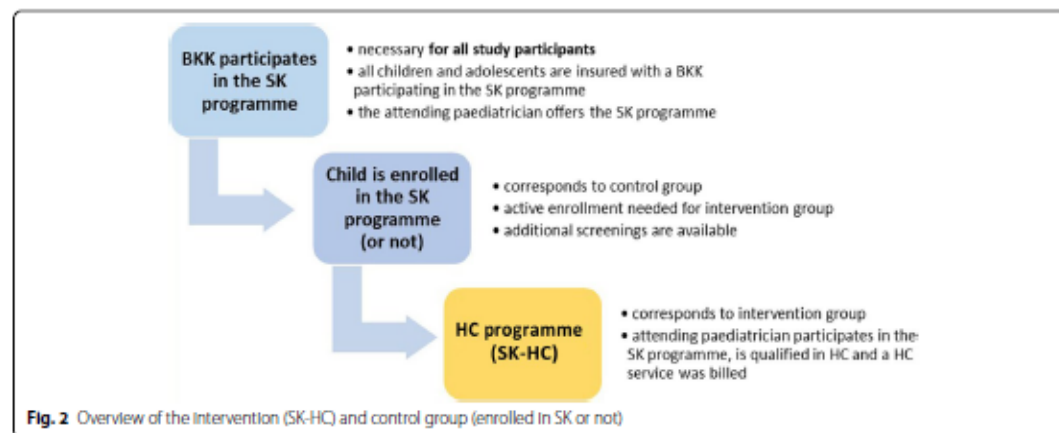 BKK participates
in the SK
programme
• necessary for all study participants
• all children and adolescents are insured with a BKK
participating in the SK programme
• the attending paediatrician offers the SK programme
Child is enrolled
in the SK
programme
(or not)
• corresponds to control group
• active enrollment needed for intervention group
• additional screenings are available
HC programme
(SK-HC)
• corresponds to intervention group
• attending paediatrician participates in the
SK programme, is qualified in HC and a HC
service was billed
Fig. 2 Overview of the intervention (SK-HC) and control group (enrolled in SK or not)